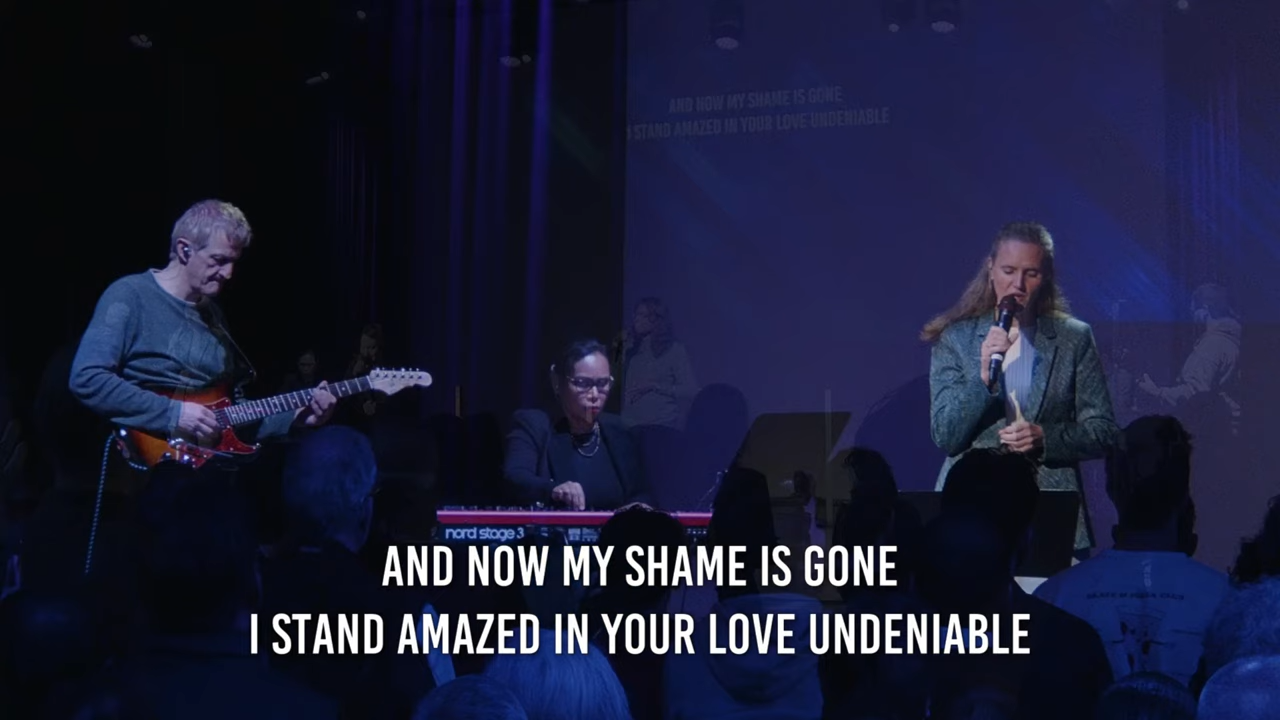 AND NOW MY SHAME IS GONE
I STAND AMAZED IN YOUR LOVE UNDENIABLE
nord stage 3
AND NOW MY SHAME IS GONE
I STAND AMAZED IN YOUR LOVE UNDENIABLE